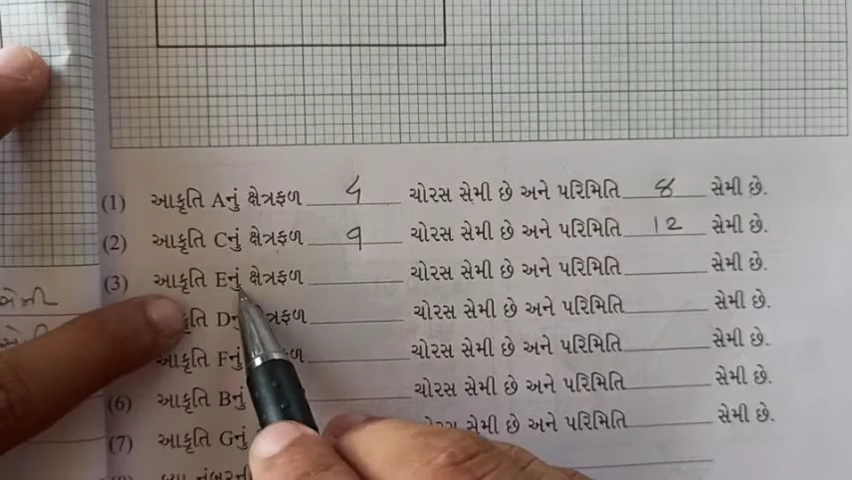 (1) આકૃતિ Aનું ક્ષેત્રફળ 4 ચોરસ સેમી છે અને પરિમિતિ 8 સેમી છે.
(2) આકૃતિ Cનું ક્ષેત્રફળ 9 ચોરસ સેમી છે અને પરિમિતિ 12 સેમી છે.
(3) આકૃતિ Eનું ક્ષેત્રફળ ચોરસ સેમી છે અને પરિમિતિ સેમી છે.
Dનું ચોરસ સેમી છે અને પરિમિતિ સેમી છે.
આકૃતિ Fનું ચોરસ સેમી છે અને પરિમિતિ સેમી છે.
(6) આકૃતિ Bનું ચોરસ સેમી છે અને પરિમિતિ સેમી છે.
(7) આકૃતિ Gનું સેમી છે અને પરિમિતિ સેમી છે.